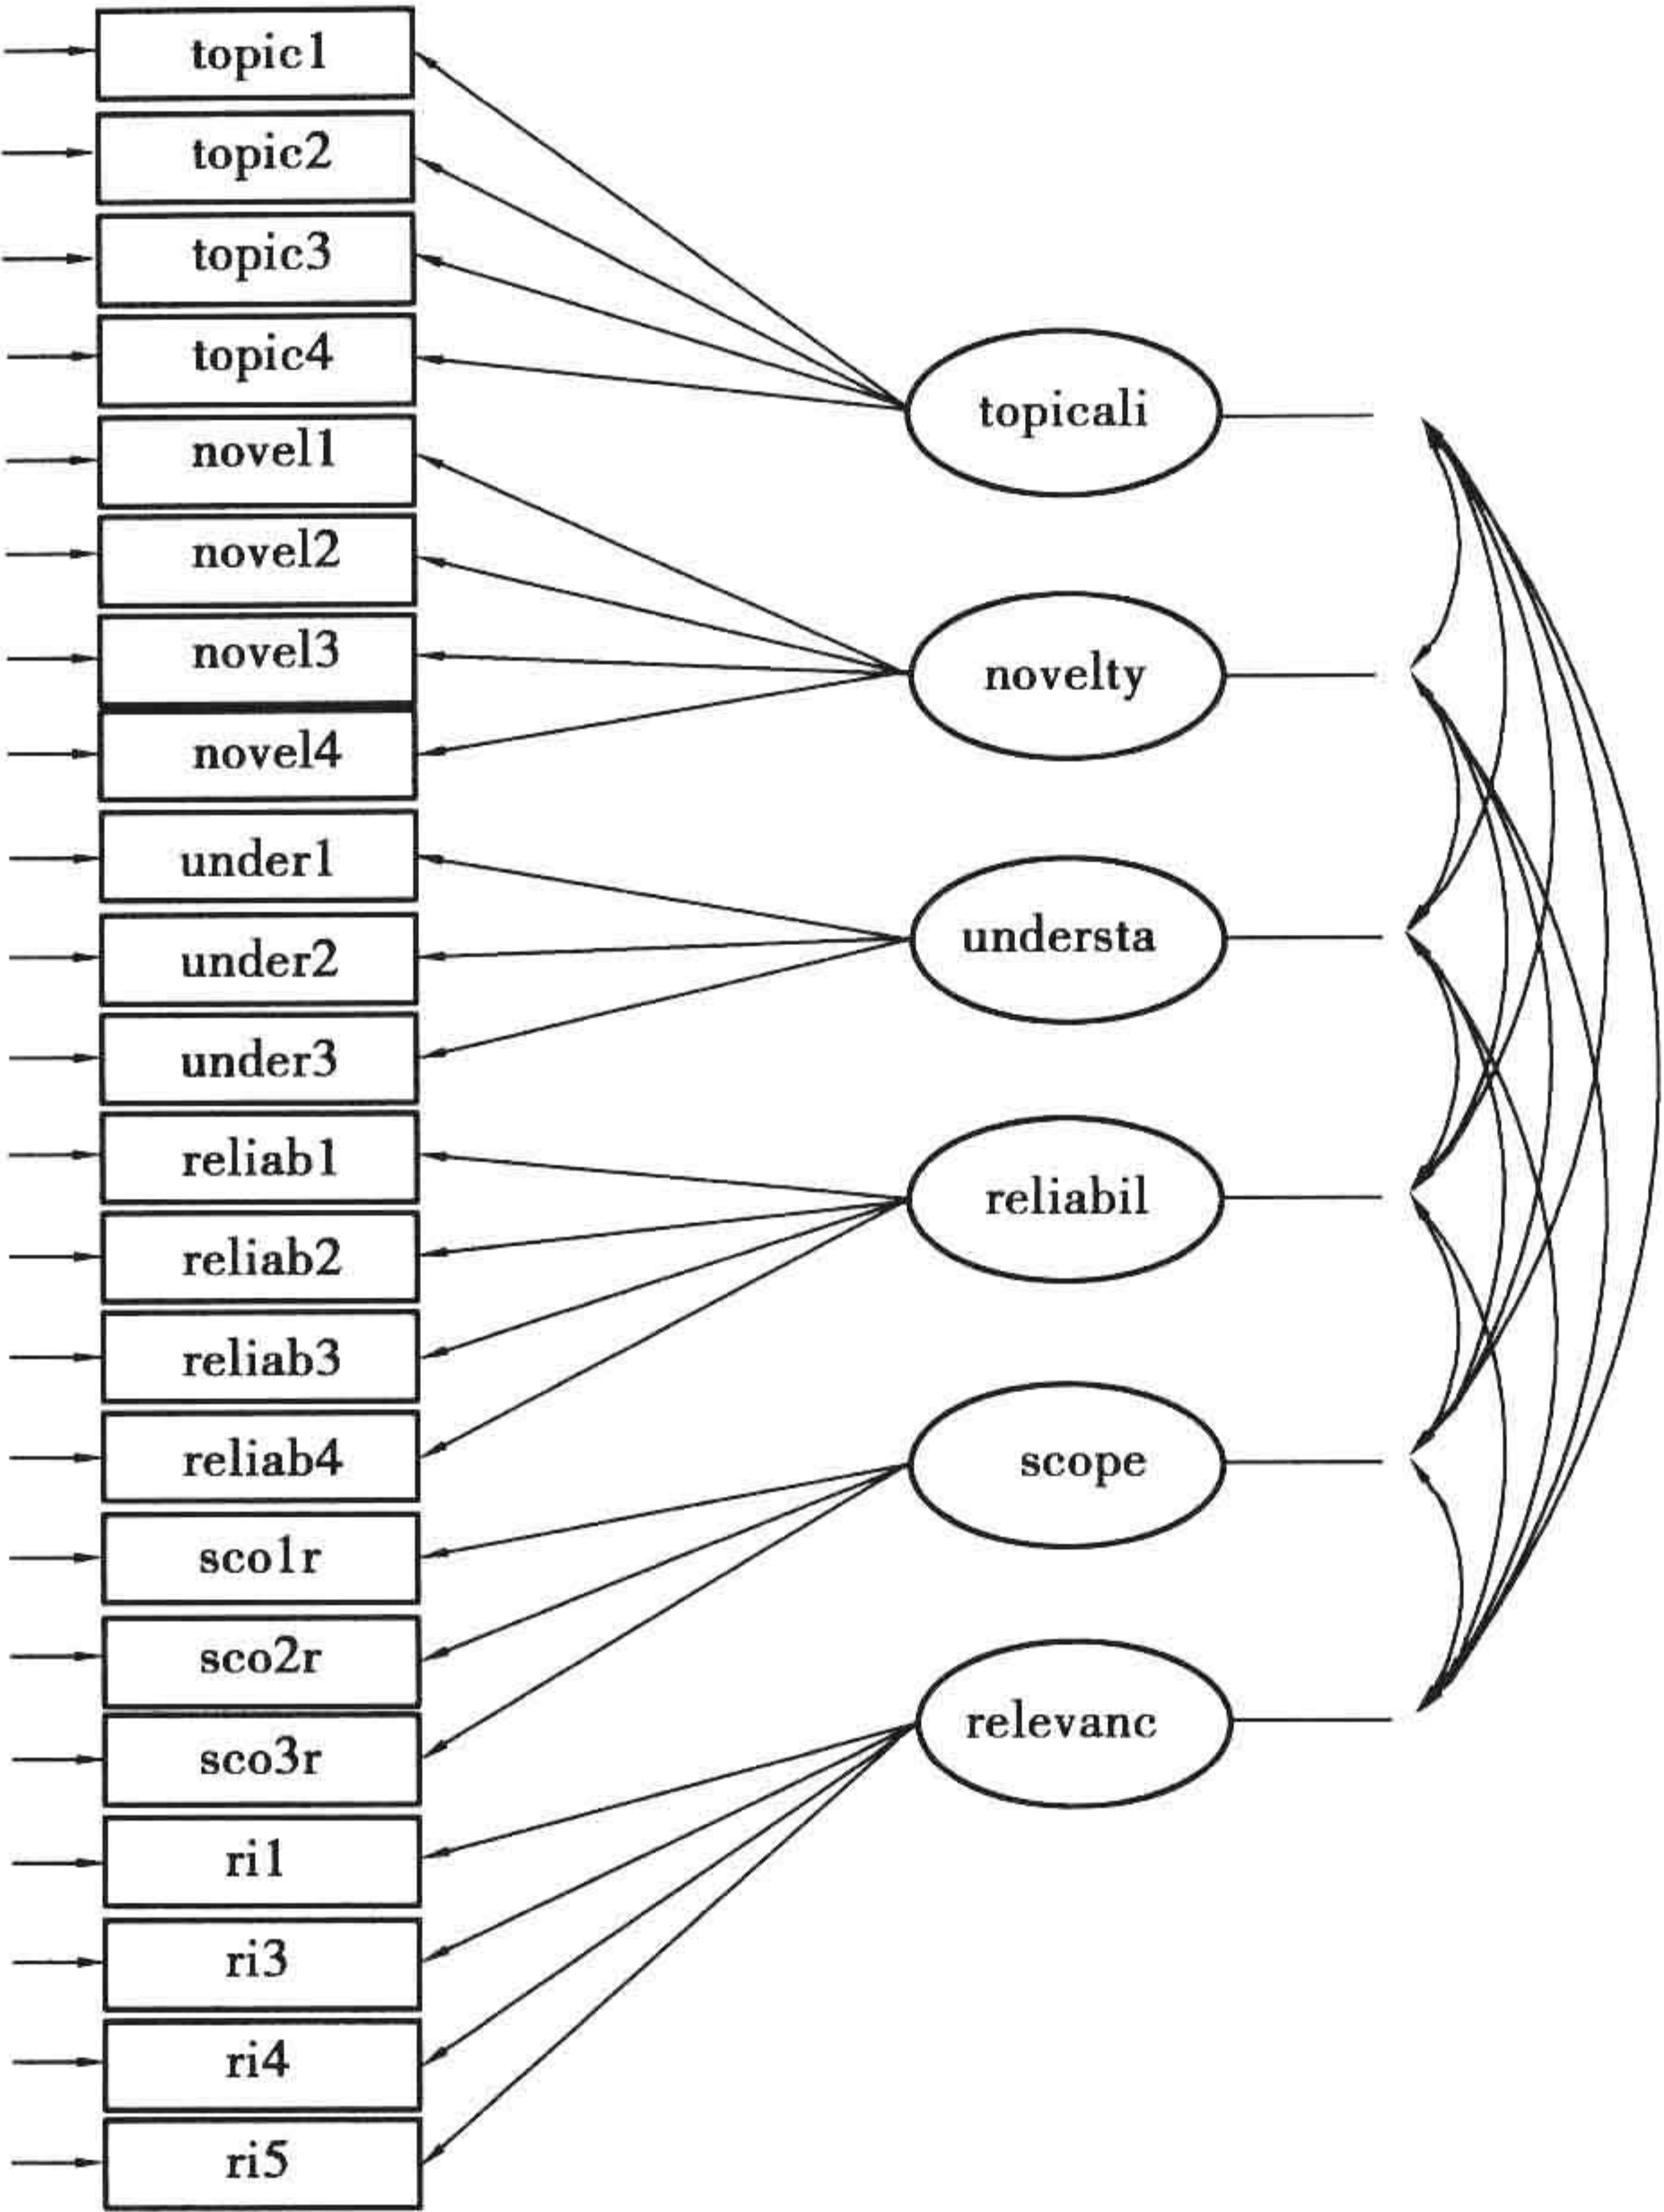 topic1
topic2
topic3
topic4
novel1
novel2
novel3
novel4
under1
under2
under3
reliab1
reliab2
reliab3
reliab4
sco1r
sco2r
sco3r
ri1
ri3
ri4
ri5
topicali
novelty
understa
reliabil
scope
relevanc